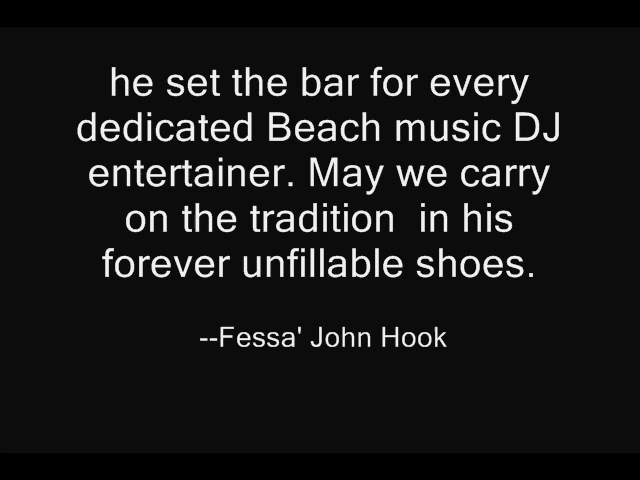 he set the bar for every
dedicated Beach music DJ
entertainer. May we carry
on the tradition  in his
forever unfillable shoes.
--Fessa' John Hook